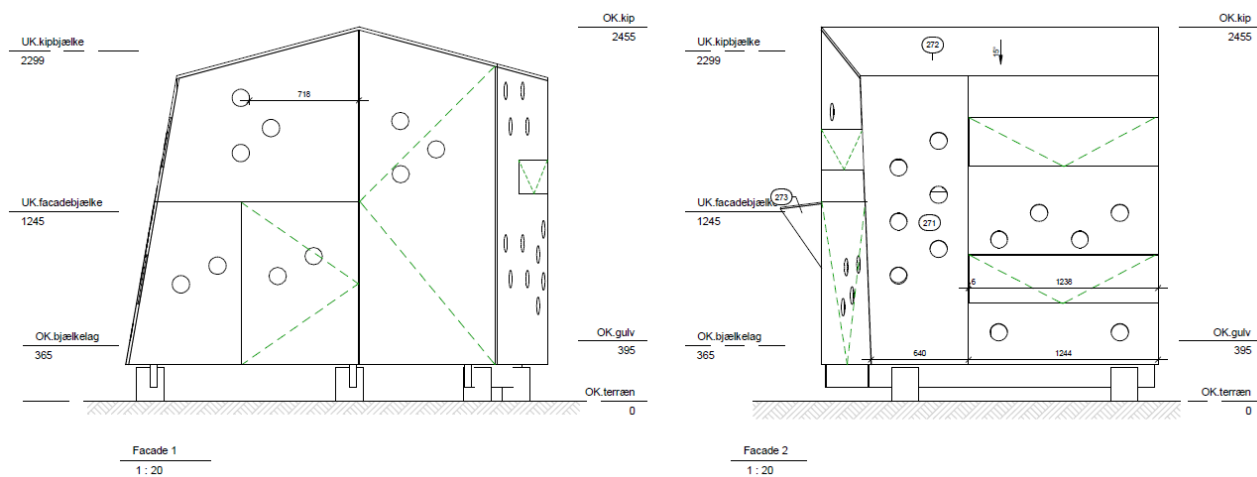 UK.kipbjælke
2299
OK.kip
2455
718
UK.facadebjælke
1245
OK.bjælkelag
365
OK.gulv
395
OK.terræn
0
Facade 1
1 : 20
UK.kipbjælke
2299
OK.kip
2455
272
15°
273
UK.facadebjælke
1245
271
6
1238
OK.bjælkelag
365
640
1244
OK.gulv
395
OK.terræn
0
Facade 2
1 : 20